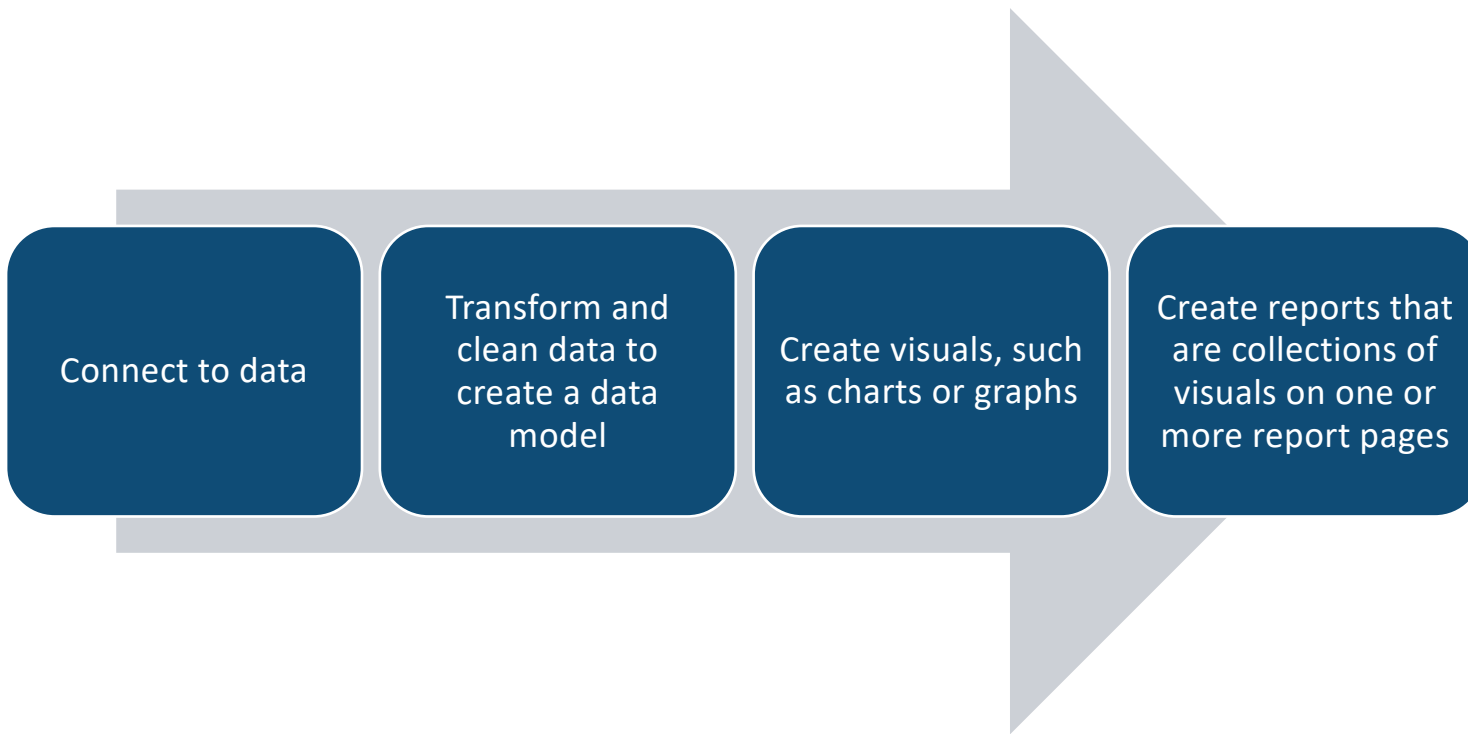 Connect to data
Transform and
clean data to
create a data
model
Create visuals, such
as charts or graphs
Create reports that
are collections of
visuals on one or
more report pages